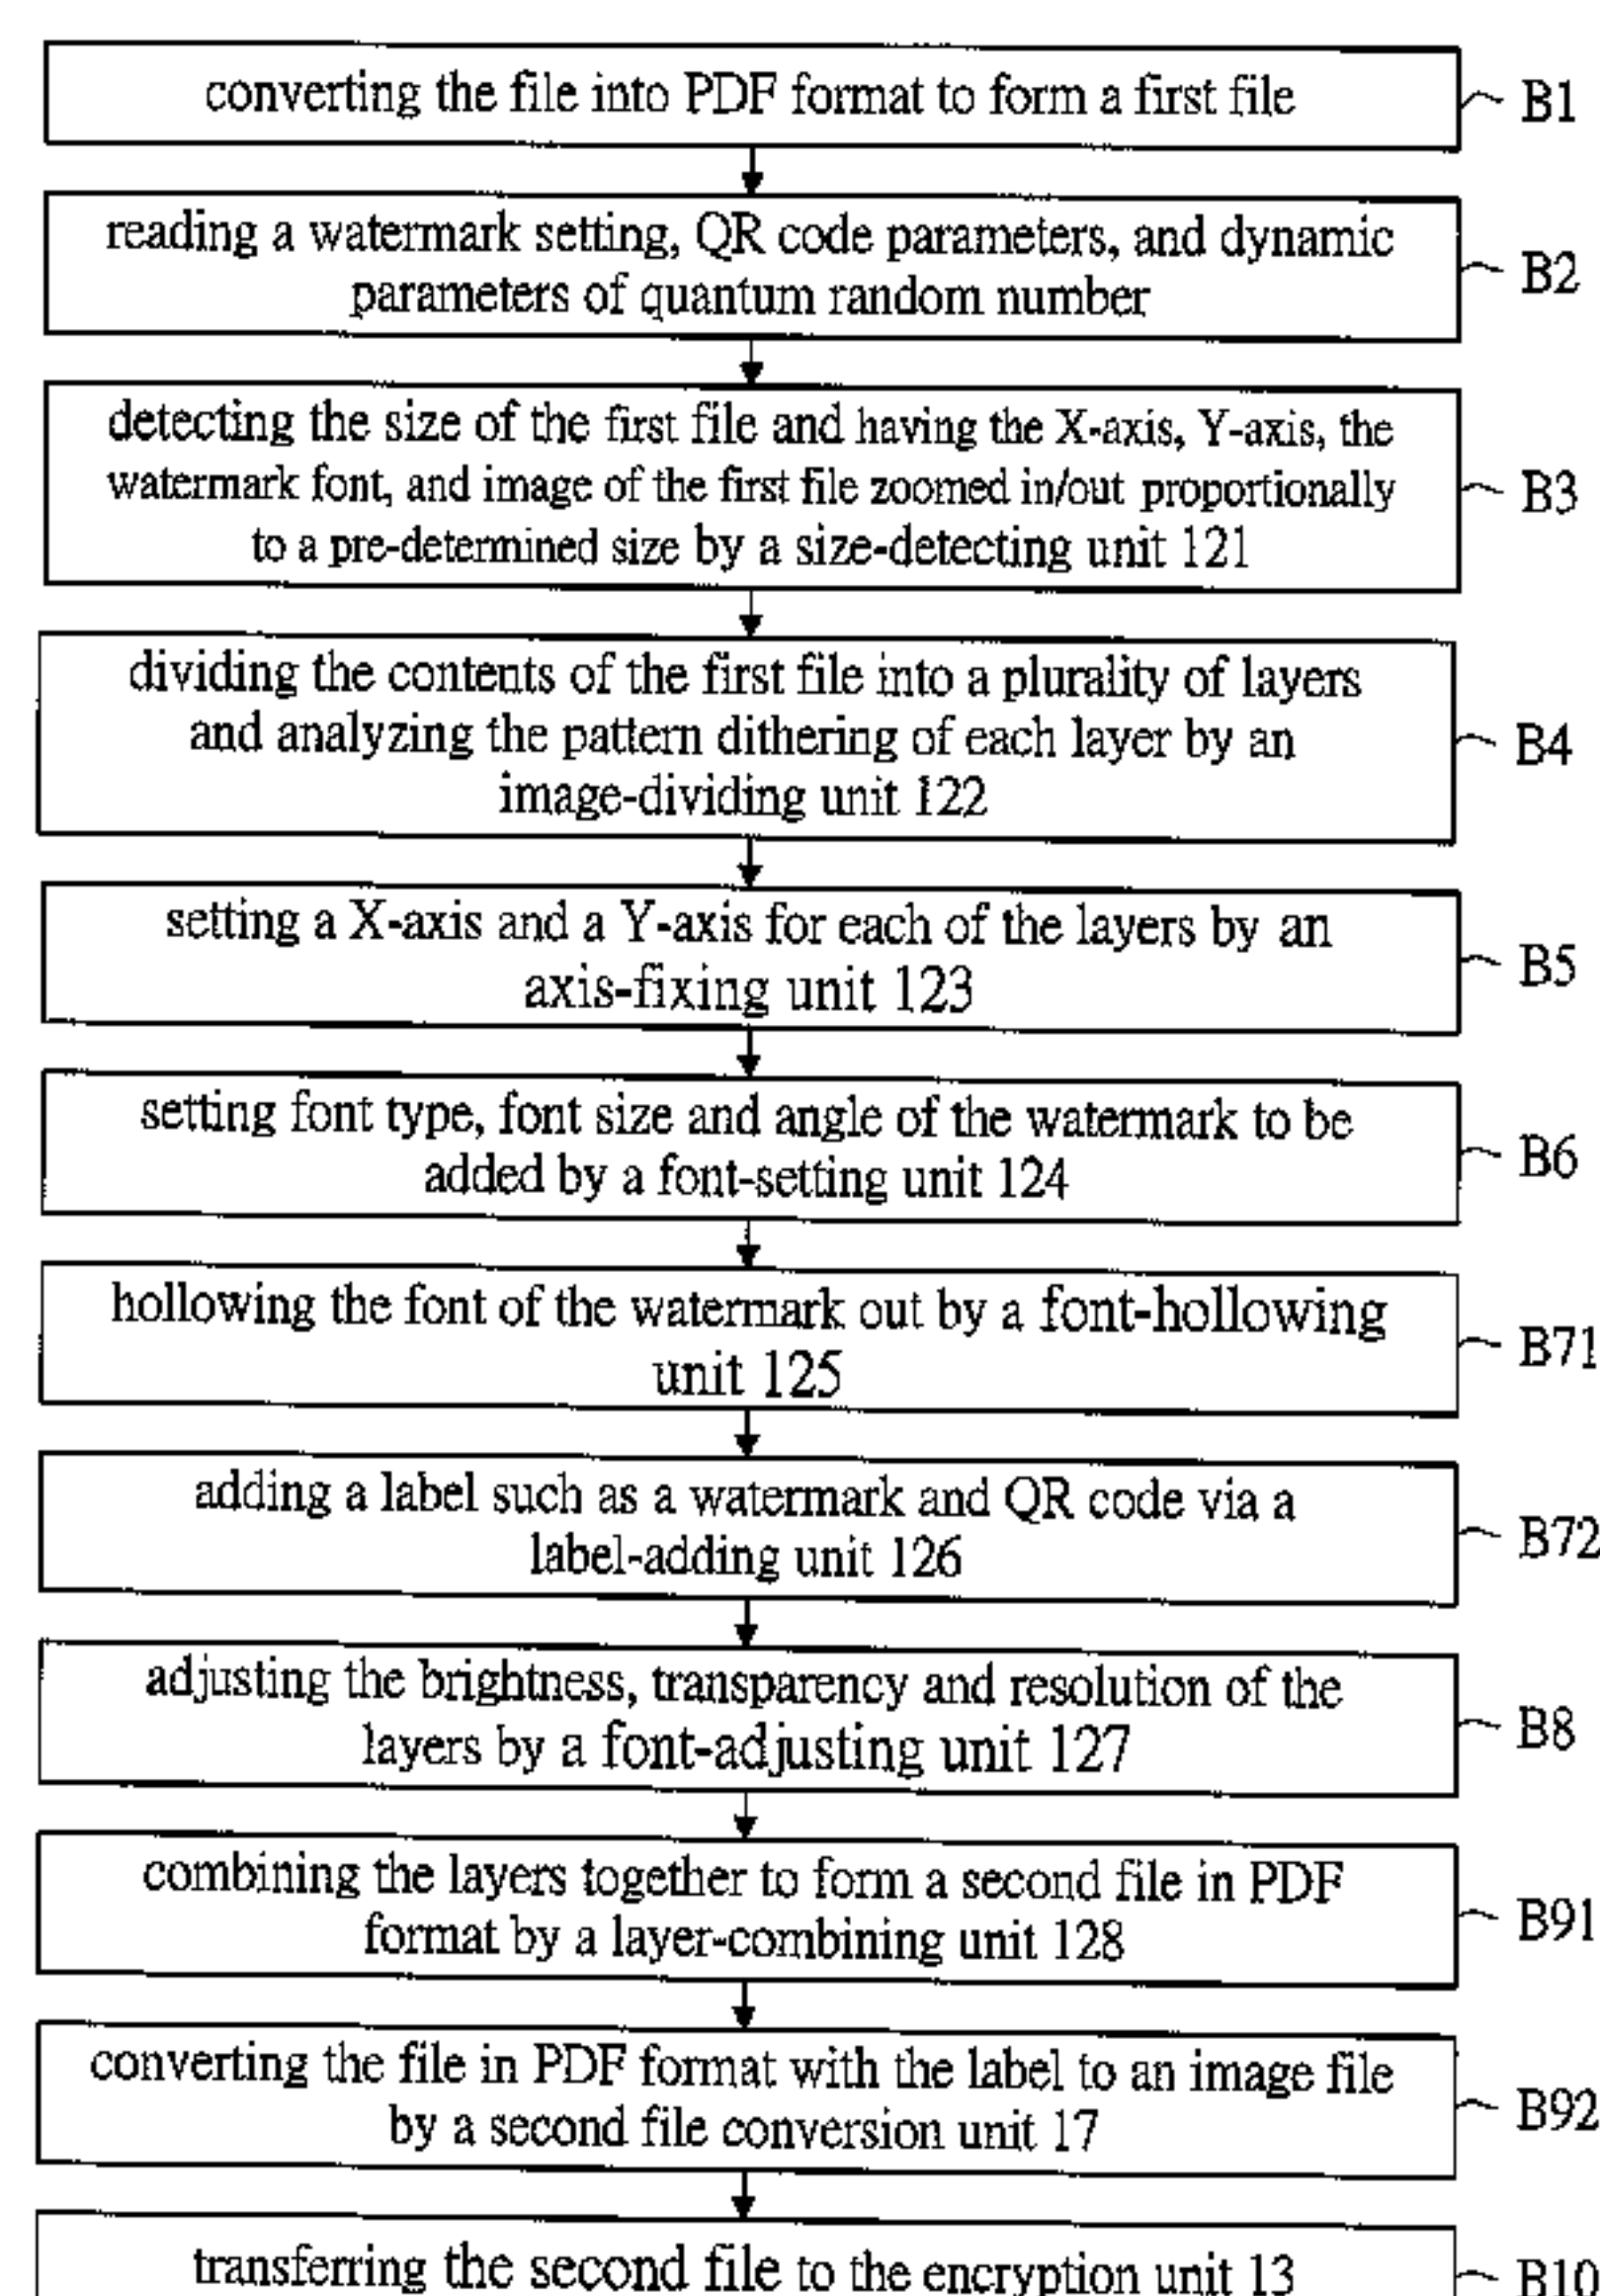 converting the file into PDF format to form a first file
B1
reading a watermark setting, QR code parameters, and dynamic
parameters of quantum random number
B2
detecting the size of the first file and having the X-axis, Y-axis, the
watermark font, and image of the first file zoomed in/out proportionally
to a pre-determined size by a size-detecting unit 121
B3
dividing the contents of the first file into a plurality of layers
and analyzing the pattern dithering of each layer by an
image-dividing unit 122
B4
setting a X-axis and a Y-axis for each of the layers by an
axis-fixing unit 123
B5
setting font type, font size and angle of the watermark to be
added by a font-setting unit 124
B6
hollowing the font of the watermark out by a font-hollowing
unit 125
B71
adding a label such as a watermark and QR code via a
label-adding unit 126
B72
adjusting the brightness, transparency and resolution of the
layers by a font-adjusting unit 127
B8
combining the layers together to form a second file in PDF
format by a layer-combining unit 128
B91
converting the file in PDF format with the label to an image file
by a second file conversion unit 17
B92
transferring the second file to the encryption unit 13
B10